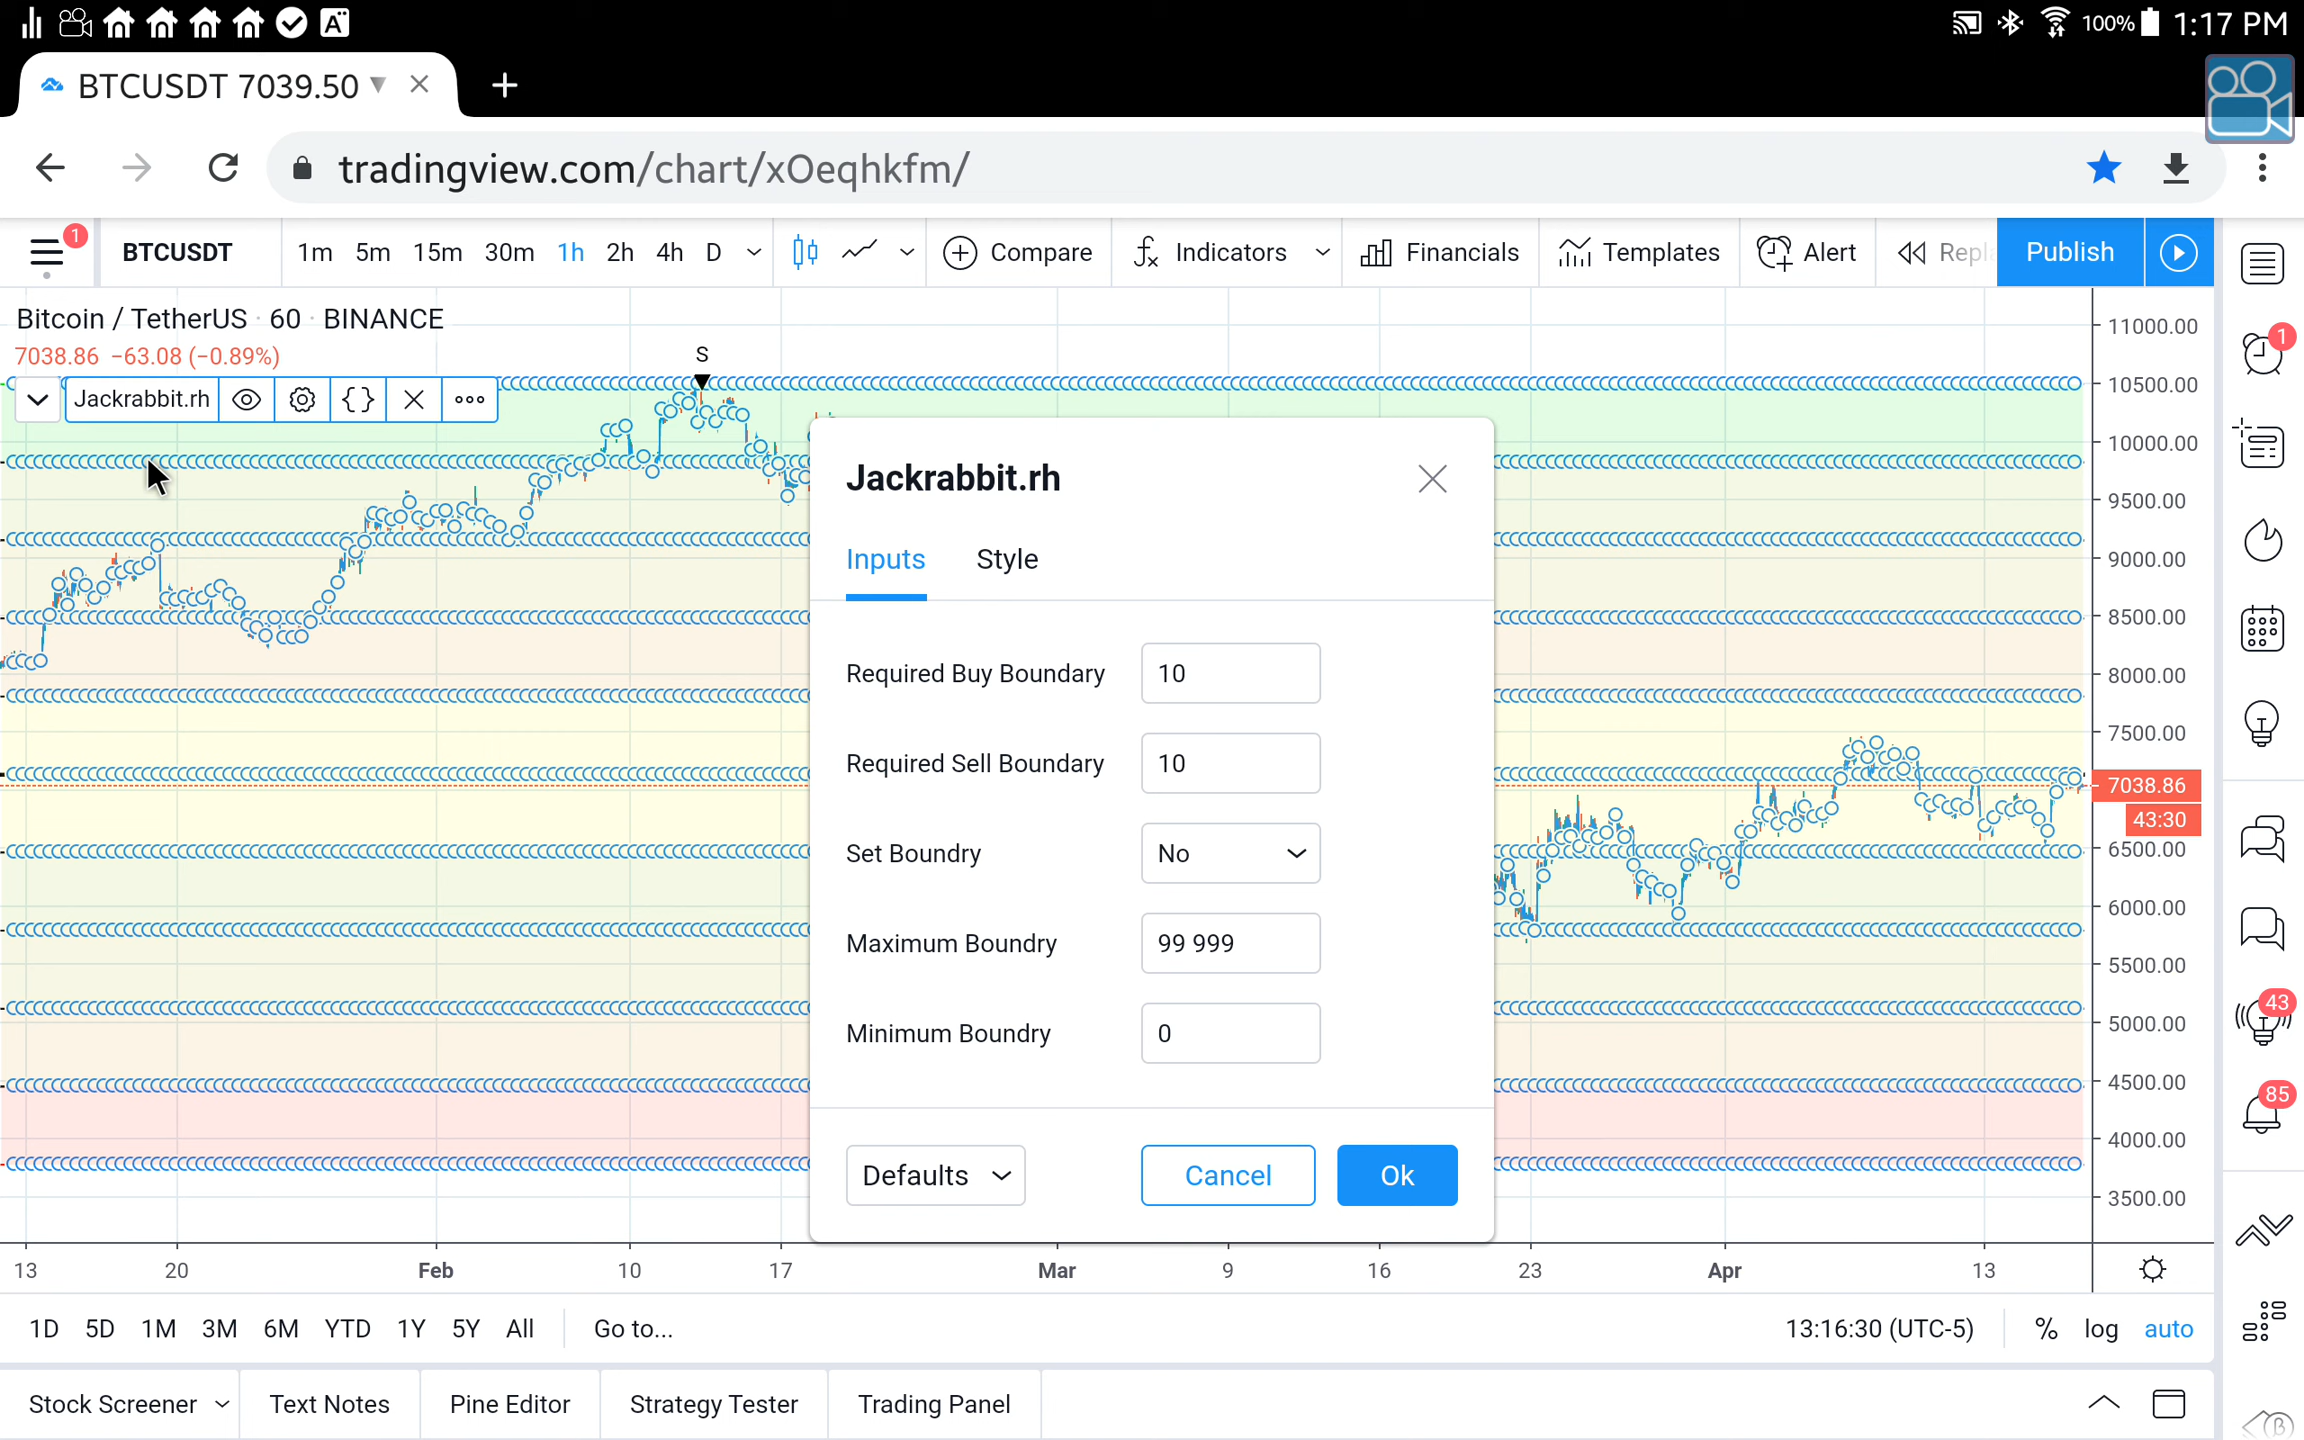 A
100%
1:17 PM
BTCUSDT 7039.50
tradingview.com/chart/xOeqhkfm/
1
BTCUSDT
1m 5m 15m 30m 1h 2h 4h D
Compare
Indicators
Financials
Templates
Alert
Repl
Publish
Bitcoin / TetherUS · 60 · BINANCE
7038.86 −63.08 (−0.89%)
Jackrabbit.rh
S
11000.00
10500.00
10000.00
9500.00
9000.00
8500.00
8000.00
7500.00
7038.86
43:30
6500.00
6000.00
5500.00
5000.00
4500.00
4000.00
3500.00
1
43
85
Jackrabbit.rh
Inputs Style
Required Buy Boundary 10
Required Sell Boundary 10
Set Boundry No
Maximum Boundry 99 999
Minimum Boundry 0
Defaults Cancel Ok
13 20 Feb 10 17 Mar 9 16 23 Apr 13
1D 5D 1M 3M 6M YTD 1Y 5Y All Go to...
13:16:30 (UTC-5) % log auto
Stock Screener Text Notes Pine Editor Strategy Tester Trading Panel
β